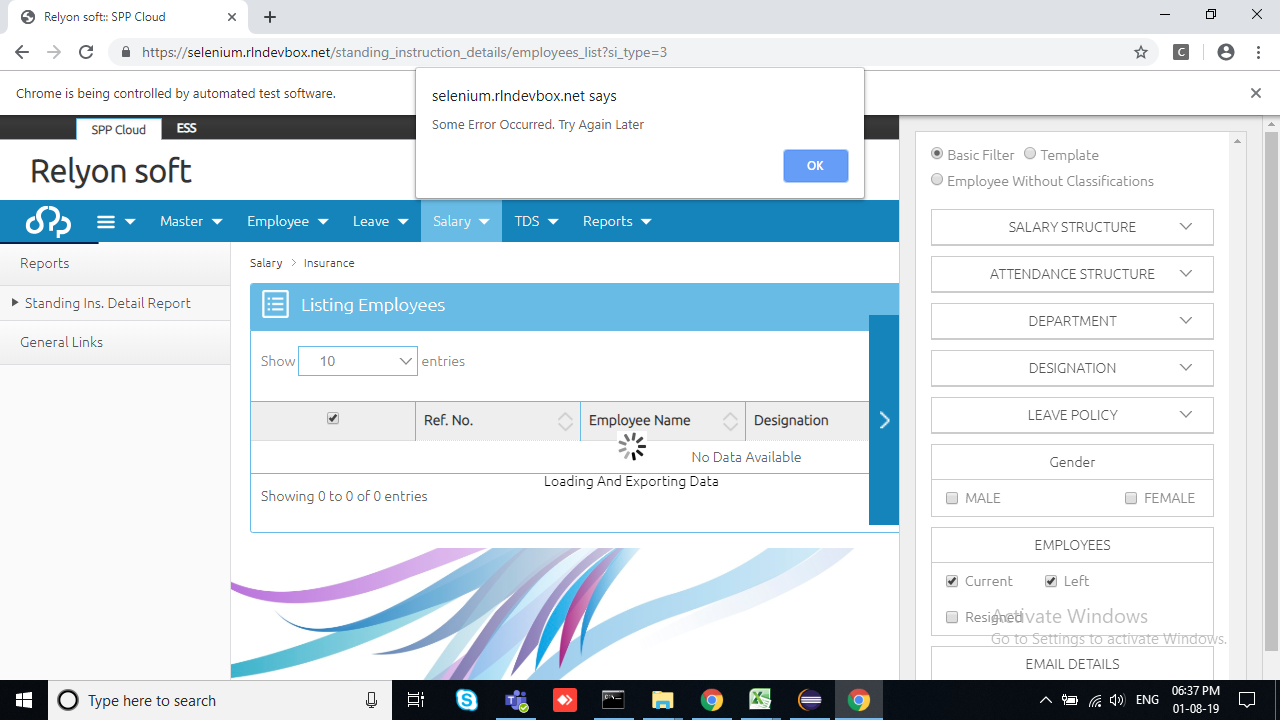 Relyon soft:: SPP Cloud
https://selenium.rlndevbox.net/standing_instruction_details/employees_list?si_type=3
C
Chrome is being controlled by automated test software.
selenium.rlndevbox.net says
Some Error Occurred. Try Again Later
OK
SPP Cloud ESS
Relyon soft
Master Employee Leave Salary TDS Reports
Reports
Standing Ins. Detail Report
General Links
Salary Insurance
Listing Employees
Show 10 entries
Ref. No. Employee Name Designation
No Data Available
Loading And Exporting Data
Showing 0 to 0 of 0 entries
Basic Filter Template
Employee Without Classifications
SALARY STRUCTURE
ATTENDANCE STRUCTURE
DEPARTMENT
DESIGNATION
LEAVE POLICY
Gender
MALE FEMALE
EMPLOYEES
Current Left
Resigned
EMAIL DETAILS
Activate Windows
Go to Settings to activate Windows.
Type here to search
ENG
06:37 PM
01-08-19